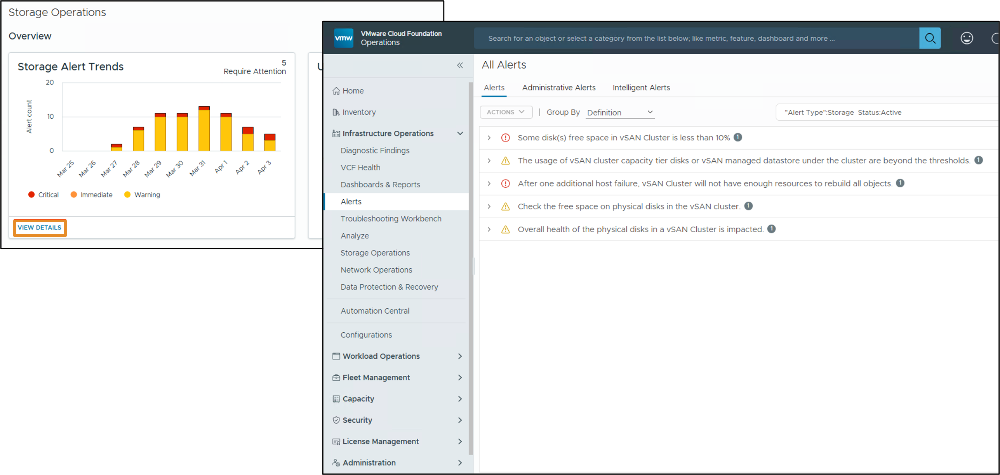 Storage Operations
Overview
Storage Alert Trends
5
Require Attention
Alert count
20
10
0
Mar 25
Mar 26
Mar 27
Mar 28
Mar 29
Mar 30
Mar 31
Apr 1
Apr 2
Apr 3
Critical
Immediate
Warning
VIEW DETAILS
U
vmw
VMware Cloud Foundation
Operations
Search for an object or select a category from the list below; like metric, feature, dashboard and more ...
Home
Inventory
Infrastructure Operations
Diagnostic Findings
VCF Health
Dashboards & Reports
Alerts
Troubleshooting Workbench
Analyze
Storage Operations
Network Operations
Data Protection & Recovery
Automation Central
Configurations
Workload Operations
Fleet Management
Capacity
Security
License Management
Administration
All Alerts
Alerts Administrative Alerts Intelligent Alerts
ACTIONS | Group By Definition "Alert Type":Storage Status:Active
Some disk(s) free space in vSAN Cluster is less than 10% 1
The usage of vSAN cluster capacity tier disks or vSAN managed datastore under the cluster are beyond the thresholds. 1
After one additional host failure, vSAN Cluster will not have enough resources to rebuild all objects. 1
Check the free space on physical disks in the vSAN cluster. 1
Overall health of the physical disks in a vSAN Cluster is impacted. 1